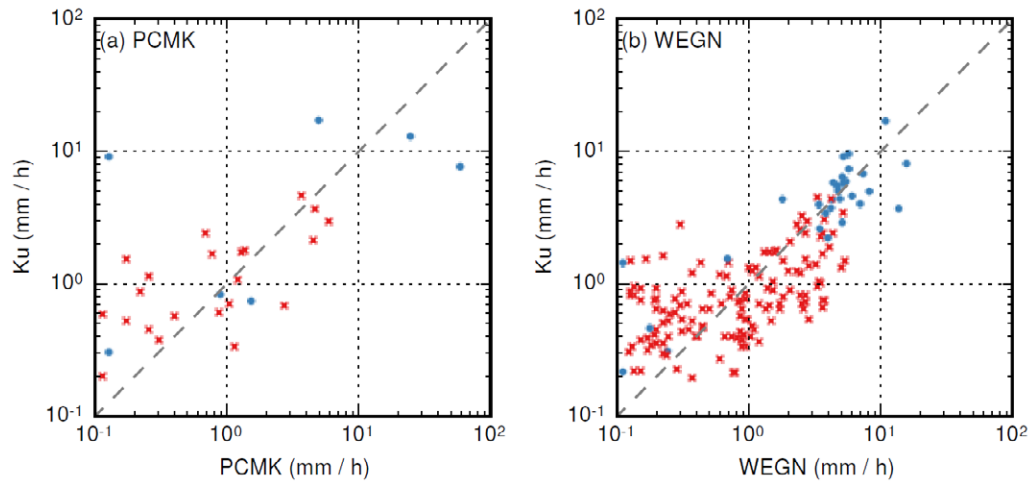 (a) PCMK
10²
10¹
10⁰
10⁻¹
Ku (mm / h)
10⁻¹ 10⁰ 10¹ 10²
PCMK (mm / h)
(b) WEGN
10²
10¹
10⁰
10⁻¹
Ku (mm / h)
10⁻¹ 10⁰ 10¹ 10²
WEGN (mm / h)